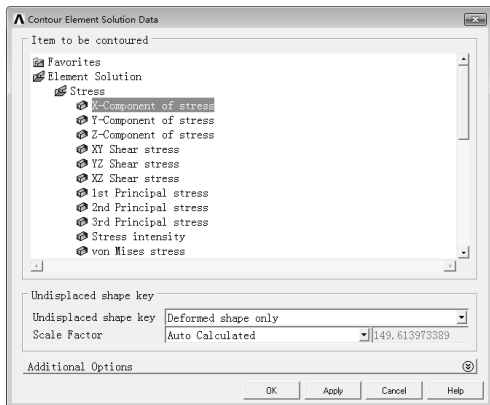 Contour Element Solution Data
Item to be contoured
Favorites
Element Solution
Stress
X-Component of stress
Y-Component of stress
Z-Component of stress
XY Shear stress
YZ Shear stress
XZ Shear stress
1st Principal stress
2nd Principal stress
3rd Principal stress
Stress intensity
von Mises stress
Undisplaced shape key
Undisplaced shape key Deformed shape only
Scale Factor Auto Calculated 149.613973389
Additional Options
OK Apply Cancel Help